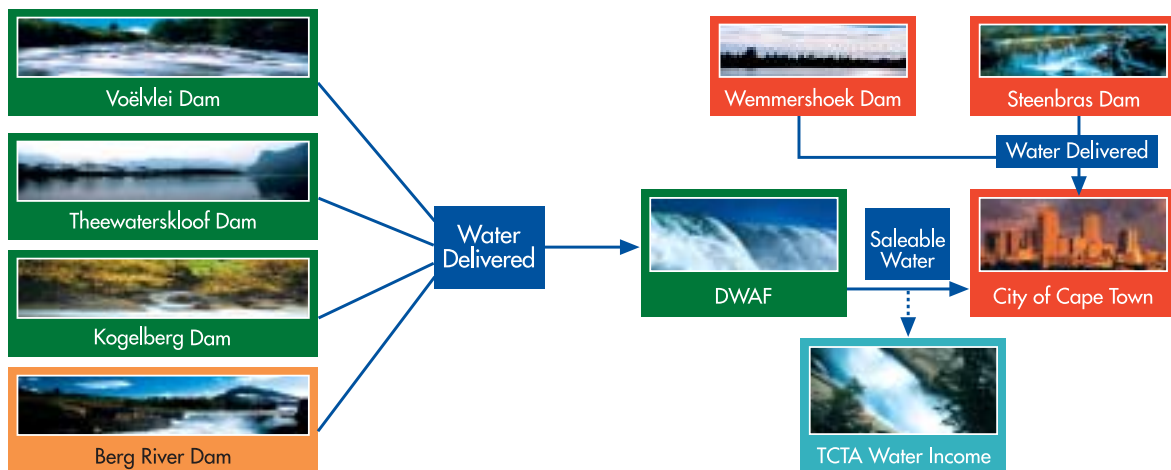 Voëlvlei Dam
Theewaterskloof Dam
Kogelberg Dam
Berg River Dam
Water
Delivered
Wemmershoek Dam
Steenbras Dam
Water Delivered
DWAF
Saleable
Water
City of Cape Town
TCTA Water Income